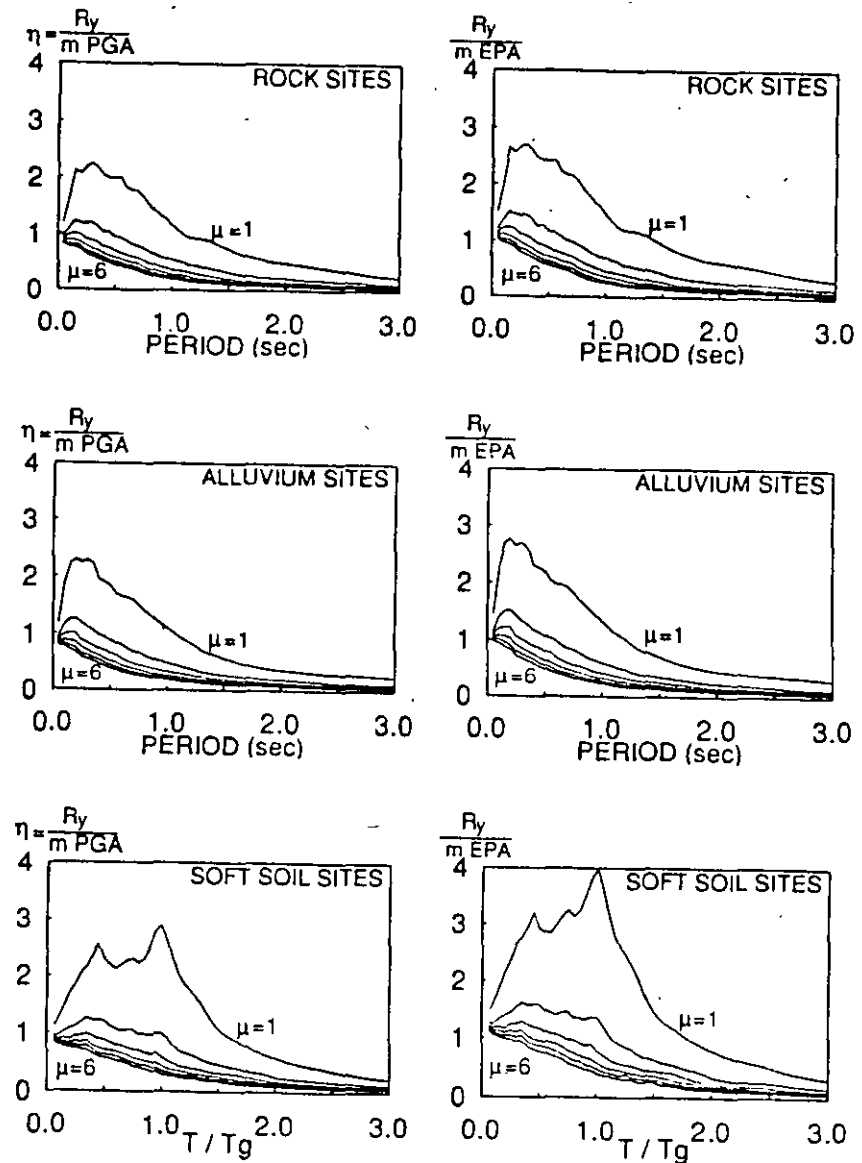 η = Ry / m PGA
4
ROCK SITES
3
2
μ=1
1
μ=6
0
0.0 1.0 2.0 3.0
PERIOD (sec)
Ry / m EPA
4
ROCK SITES
3
2
μ=1
1
μ=6
0
0.0 1.0 2.0 3.0
PERIOD (sec)
η = Ry / m PGA
4
ALLUVIUM SITES
3
2
μ=1
1
μ=6
0
0.0 1.0 2.0 3.0
PERIOD (sec)
Ry / m EPA
4
ALLUVIUM SITES
3
2
μ=1
1
μ=6
0
0.0 1.0 2.0 3.0
PERIOD (sec)
η = Ry / m PGA
4
SOFT SOIL SITES
3
2
μ=1
1
μ=6
0
0.0 1.0 2.0 3.0
T / Tg
Ry / m EPA
4
SOFT SOIL SITES
3
2
μ=1
1
μ=6
0
0.0 1.0 2.0 3.0
T / Tg